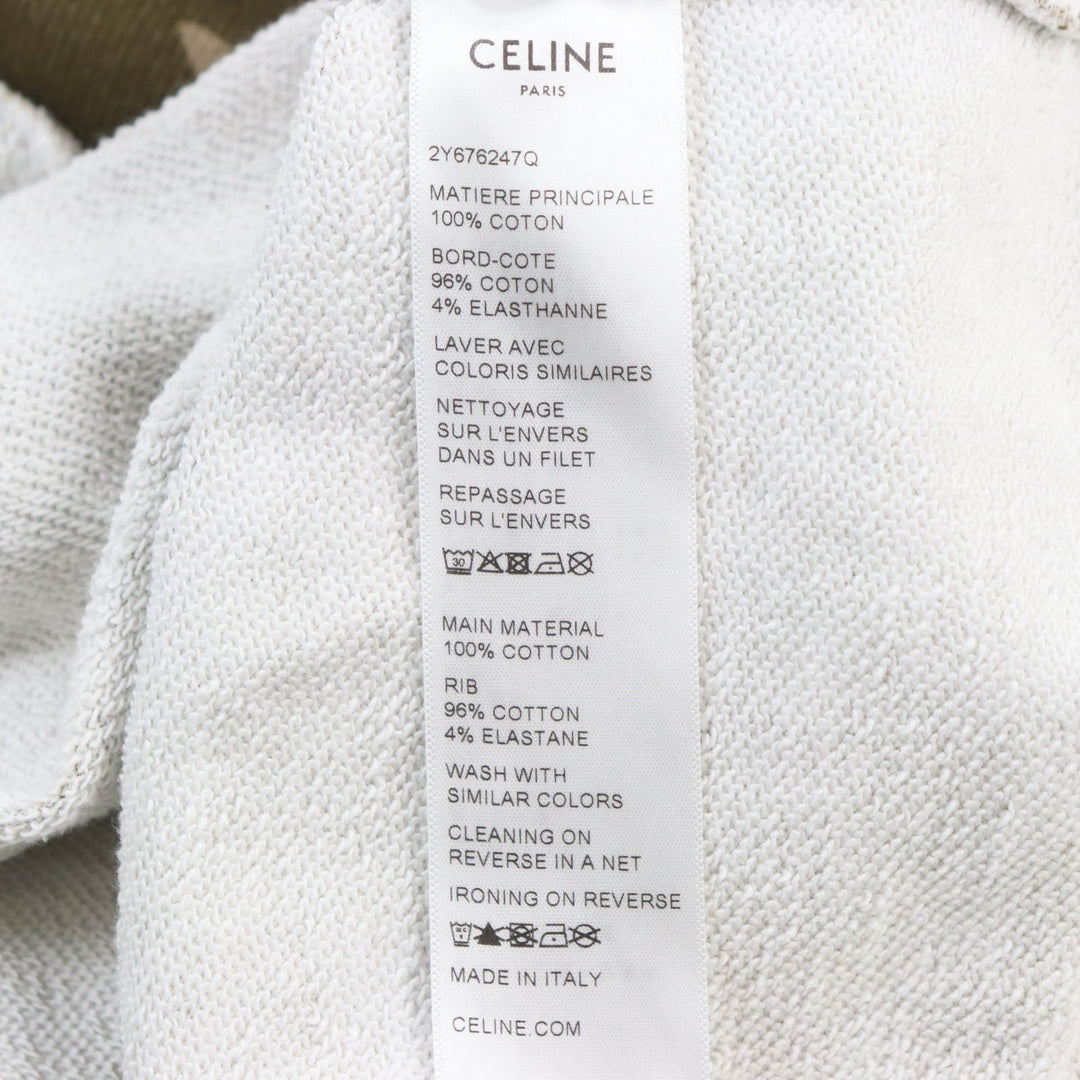 CELINE
PARIS
2Y676247Q
MATIERE PRINCIPALE
100% COTON
BORD-COTE
96% COTON
4% ELASTHANNE
LAVER AVEC
COLORIS SIMILAIRES
NETTOYAGE
SUR L'ENVERS
DANS UN FILET
REPASSAGE
SUR L'ENVERS
30
MAIN MATERIAL
100% COTTON
RIB
96% COTTON
4% ELASTANE
WASH WITH
SIMILAR COLORS
CLEANING ON
REVERSE IN A NET
IRONING ON REVERSE
MADE IN ITALY
CELINE.COM